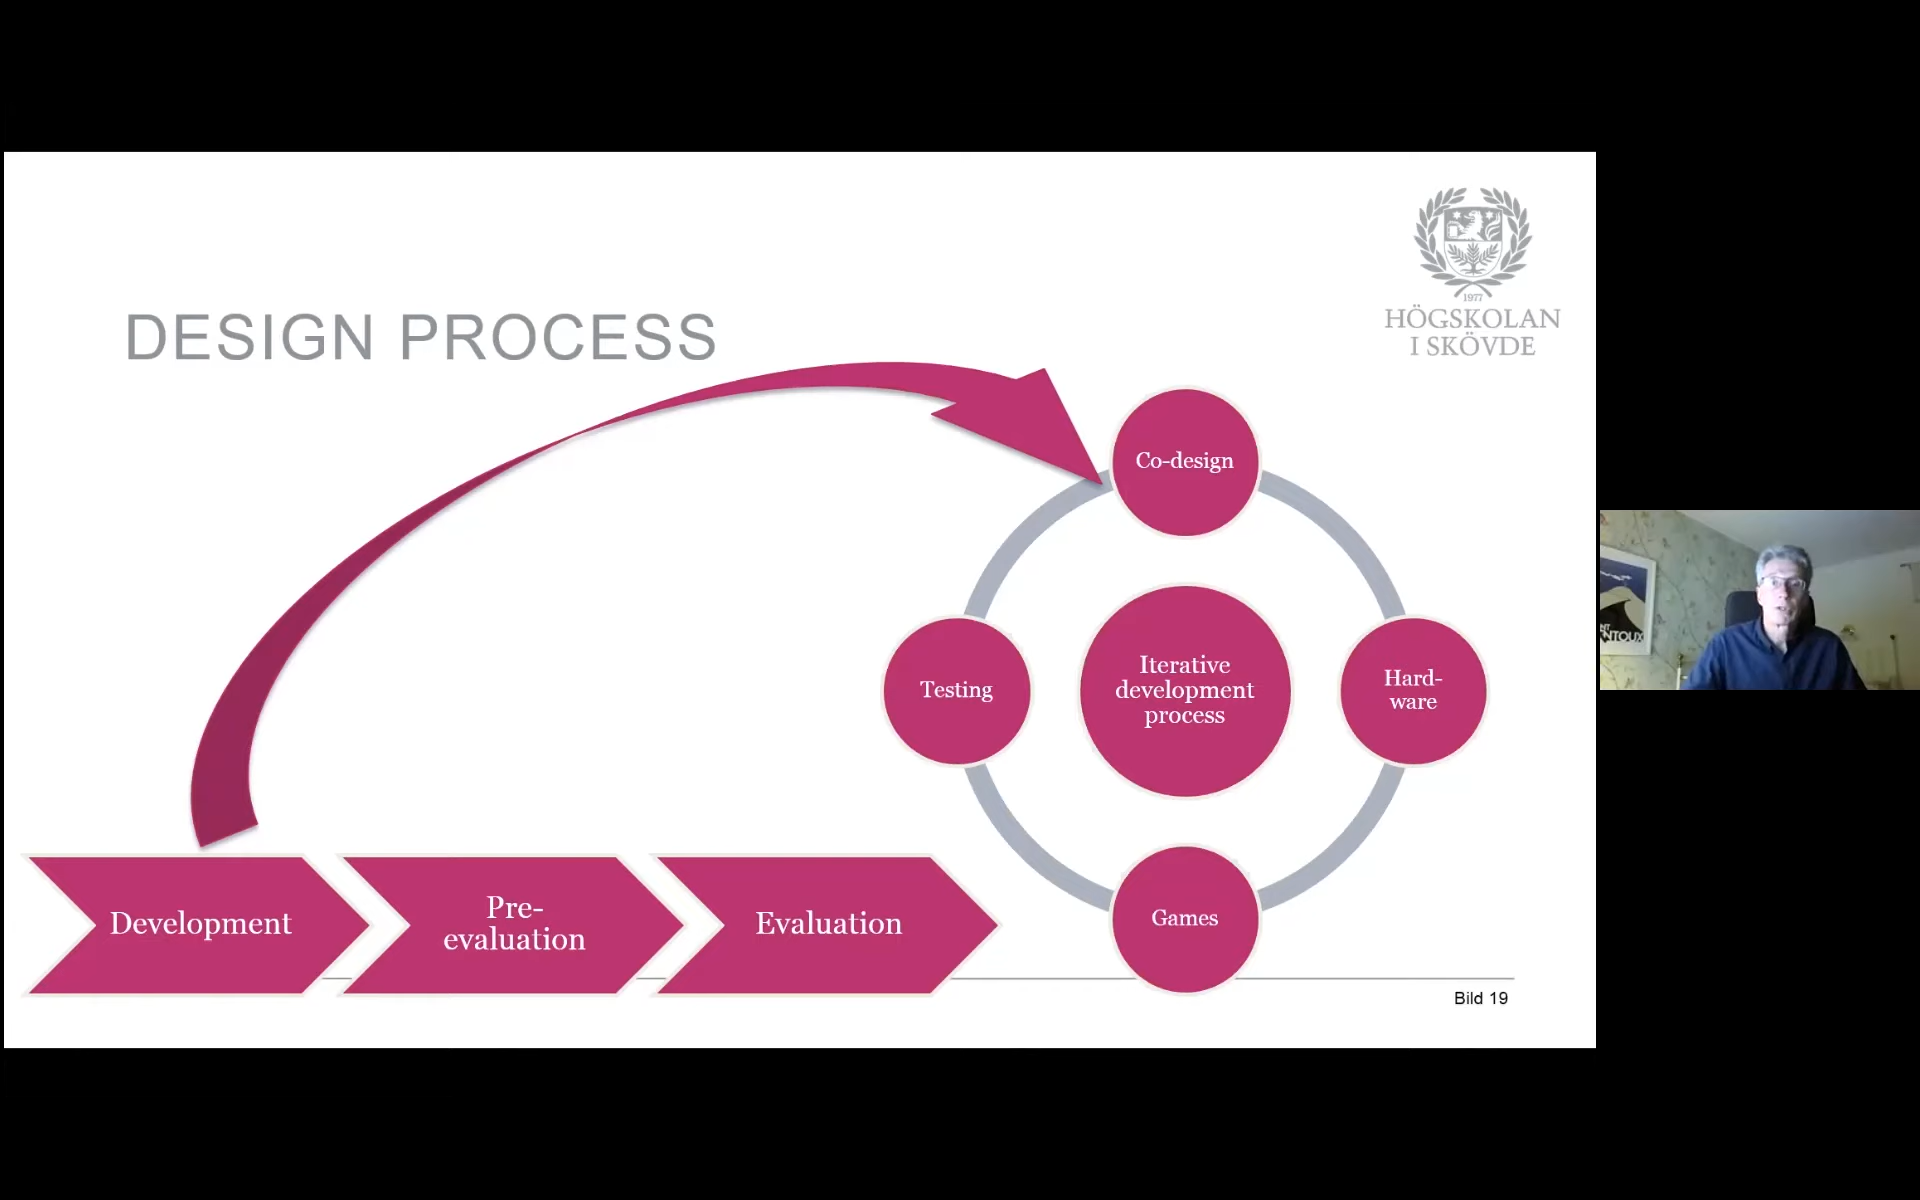 1977
HÖGSKOLAN
I SKÖVDE
DESIGN PROCESS
Co-design
Testing
Iterative
development
process
Hard-
ware
Games
Development
Pre-
evaluation
Evaluation
Bild 19
NTOUX